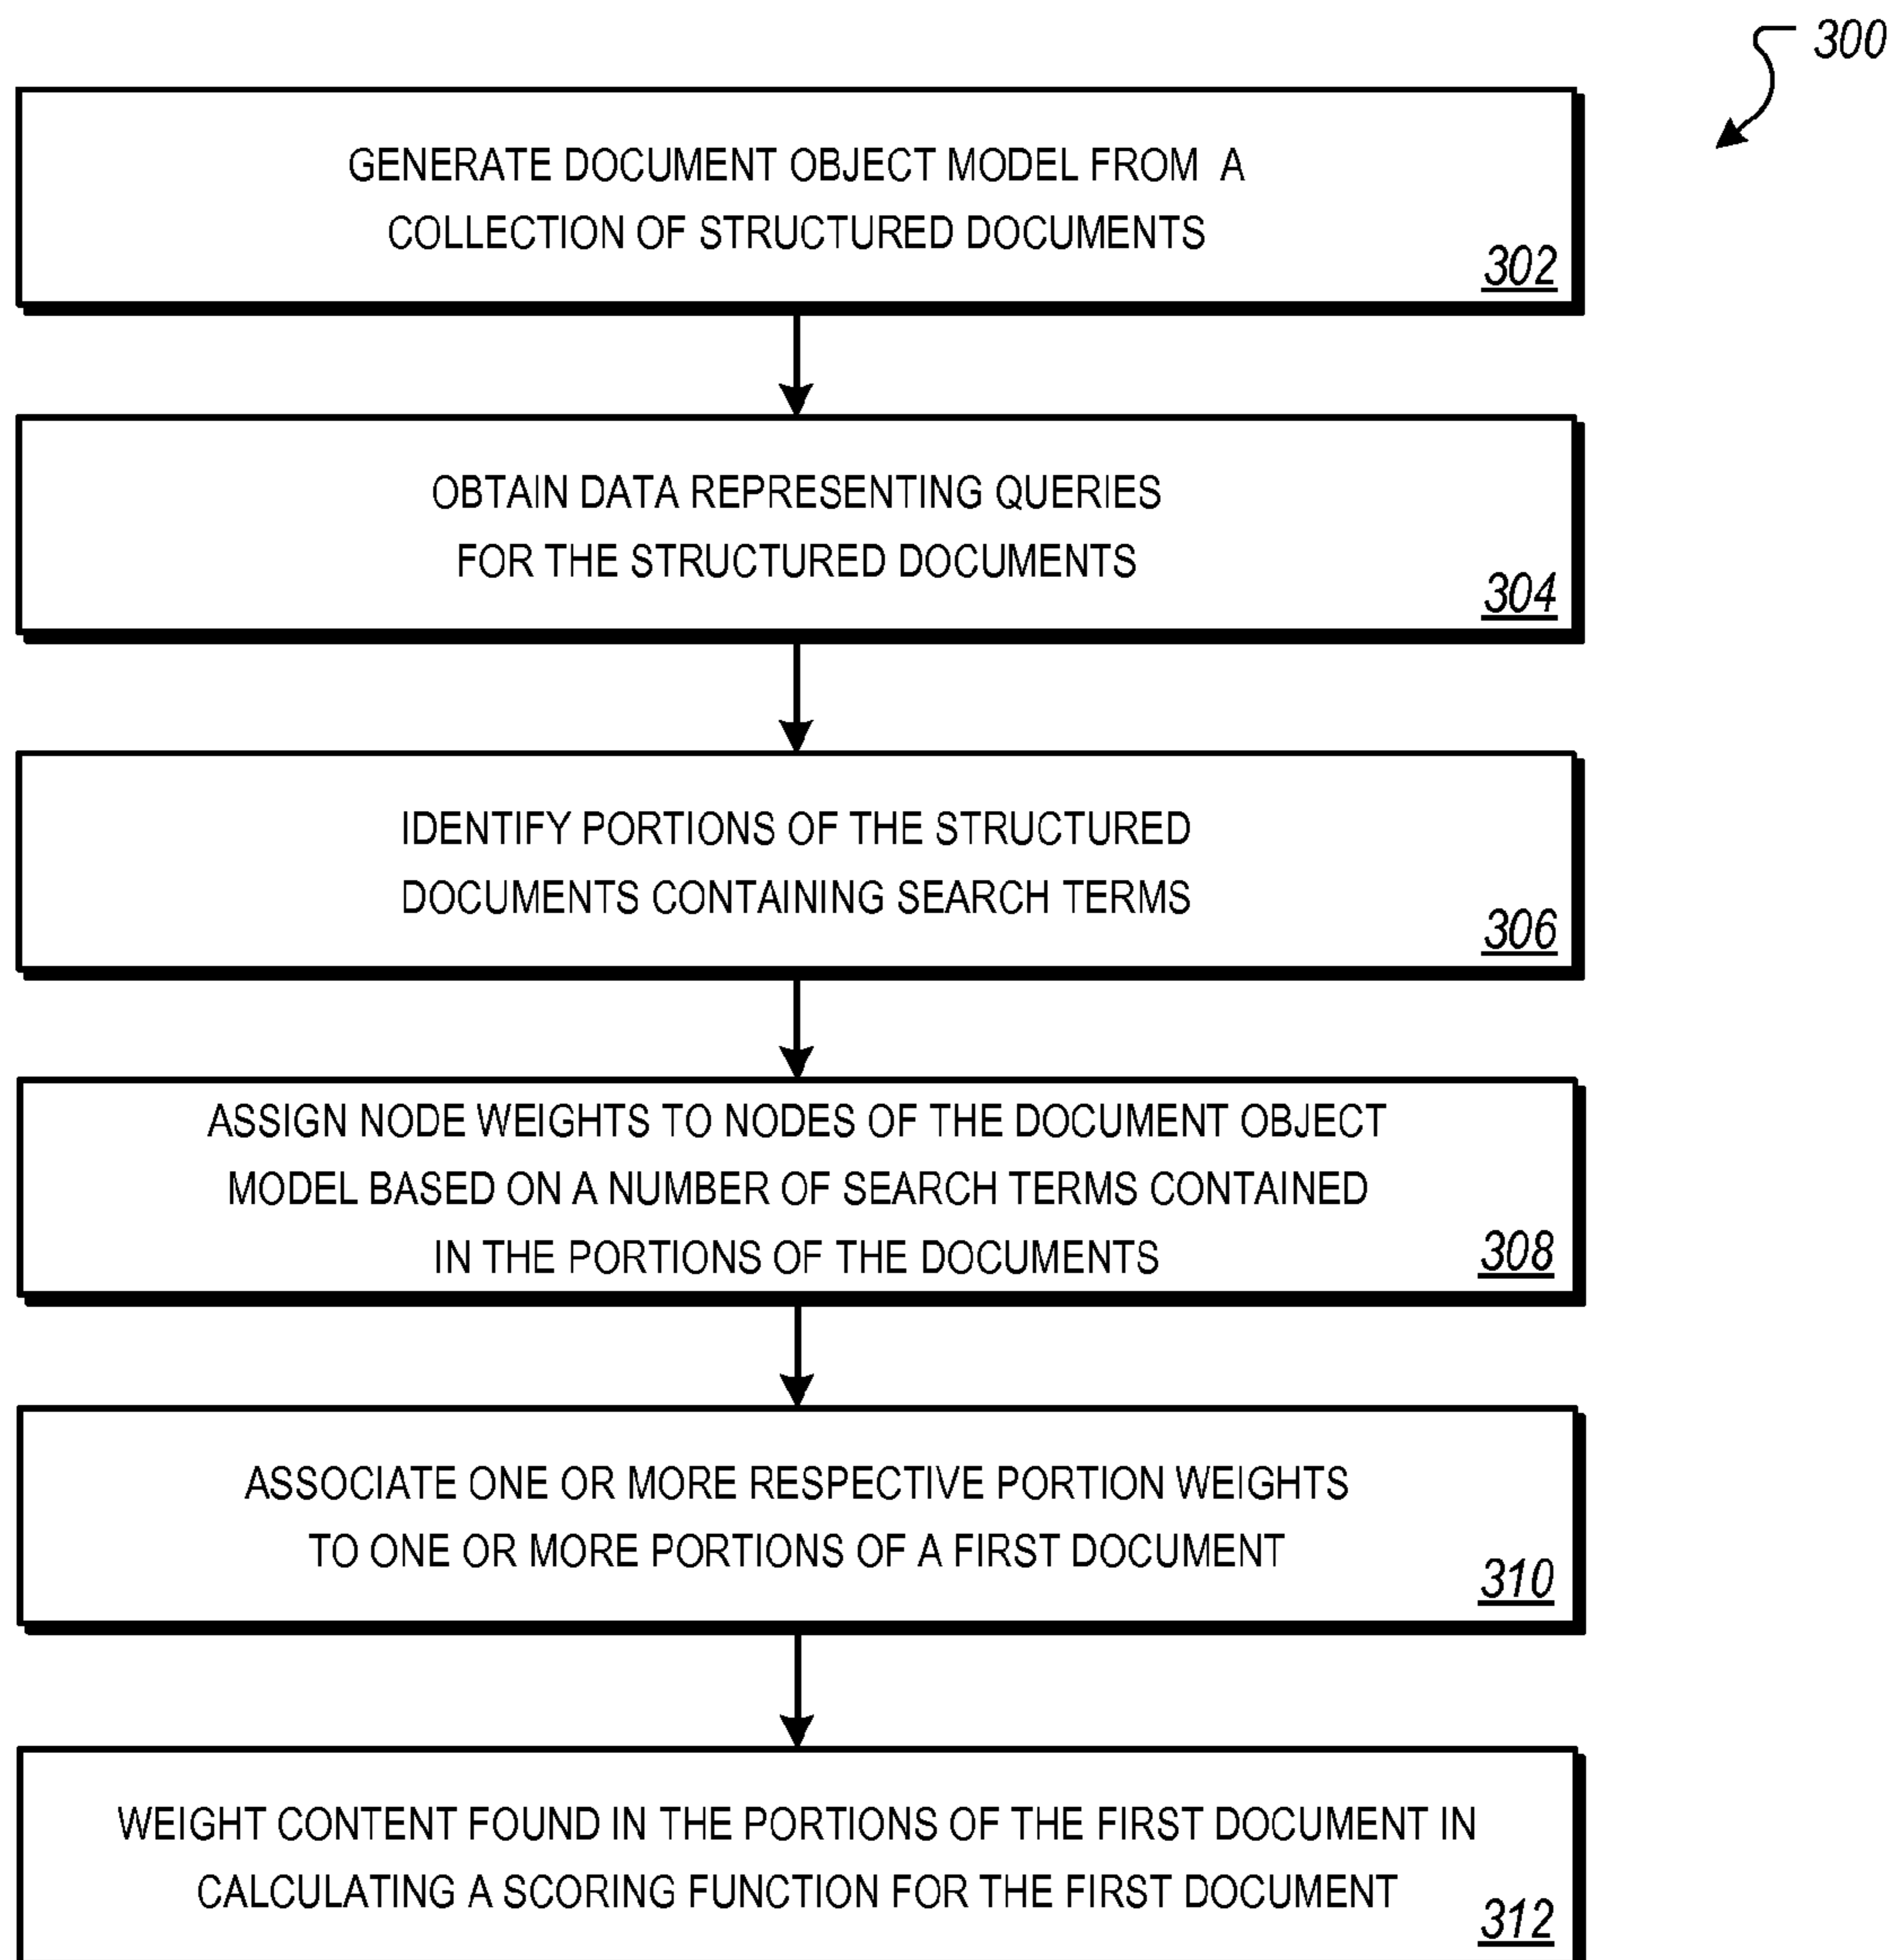 300
GENERATE DOCUMENT OBJECT MODEL FROM A
COLLECTION OF STRUCTURED DOCUMENTS
302
OBTAIN DATA REPRESENTING QUERIES
FOR THE STRUCTURED DOCUMENTS
304
IDENTIFY PORTIONS OF THE STRUCTURED
DOCUMENTS CONTAINING SEARCH TERMS
306
ASSIGN NODE WEIGHTS TO NODES OF THE DOCUMENT OBJECT
MODEL BASED ON A NUMBER OF SEARCH TERMS CONTAINED
IN THE PORTIONS OF THE DOCUMENTS
308
ASSOCIATE ONE OR MORE RESPECTIVE PORTION WEIGHTS
TO ONE OR MORE PORTIONS OF A FIRST DOCUMENT
310
WEIGHT CONTENT FOUND IN THE PORTIONS OF THE FIRST DOCUMENT IN
CALCULATING A SCORING FUNCTION FOR THE FIRST DOCUMENT
312